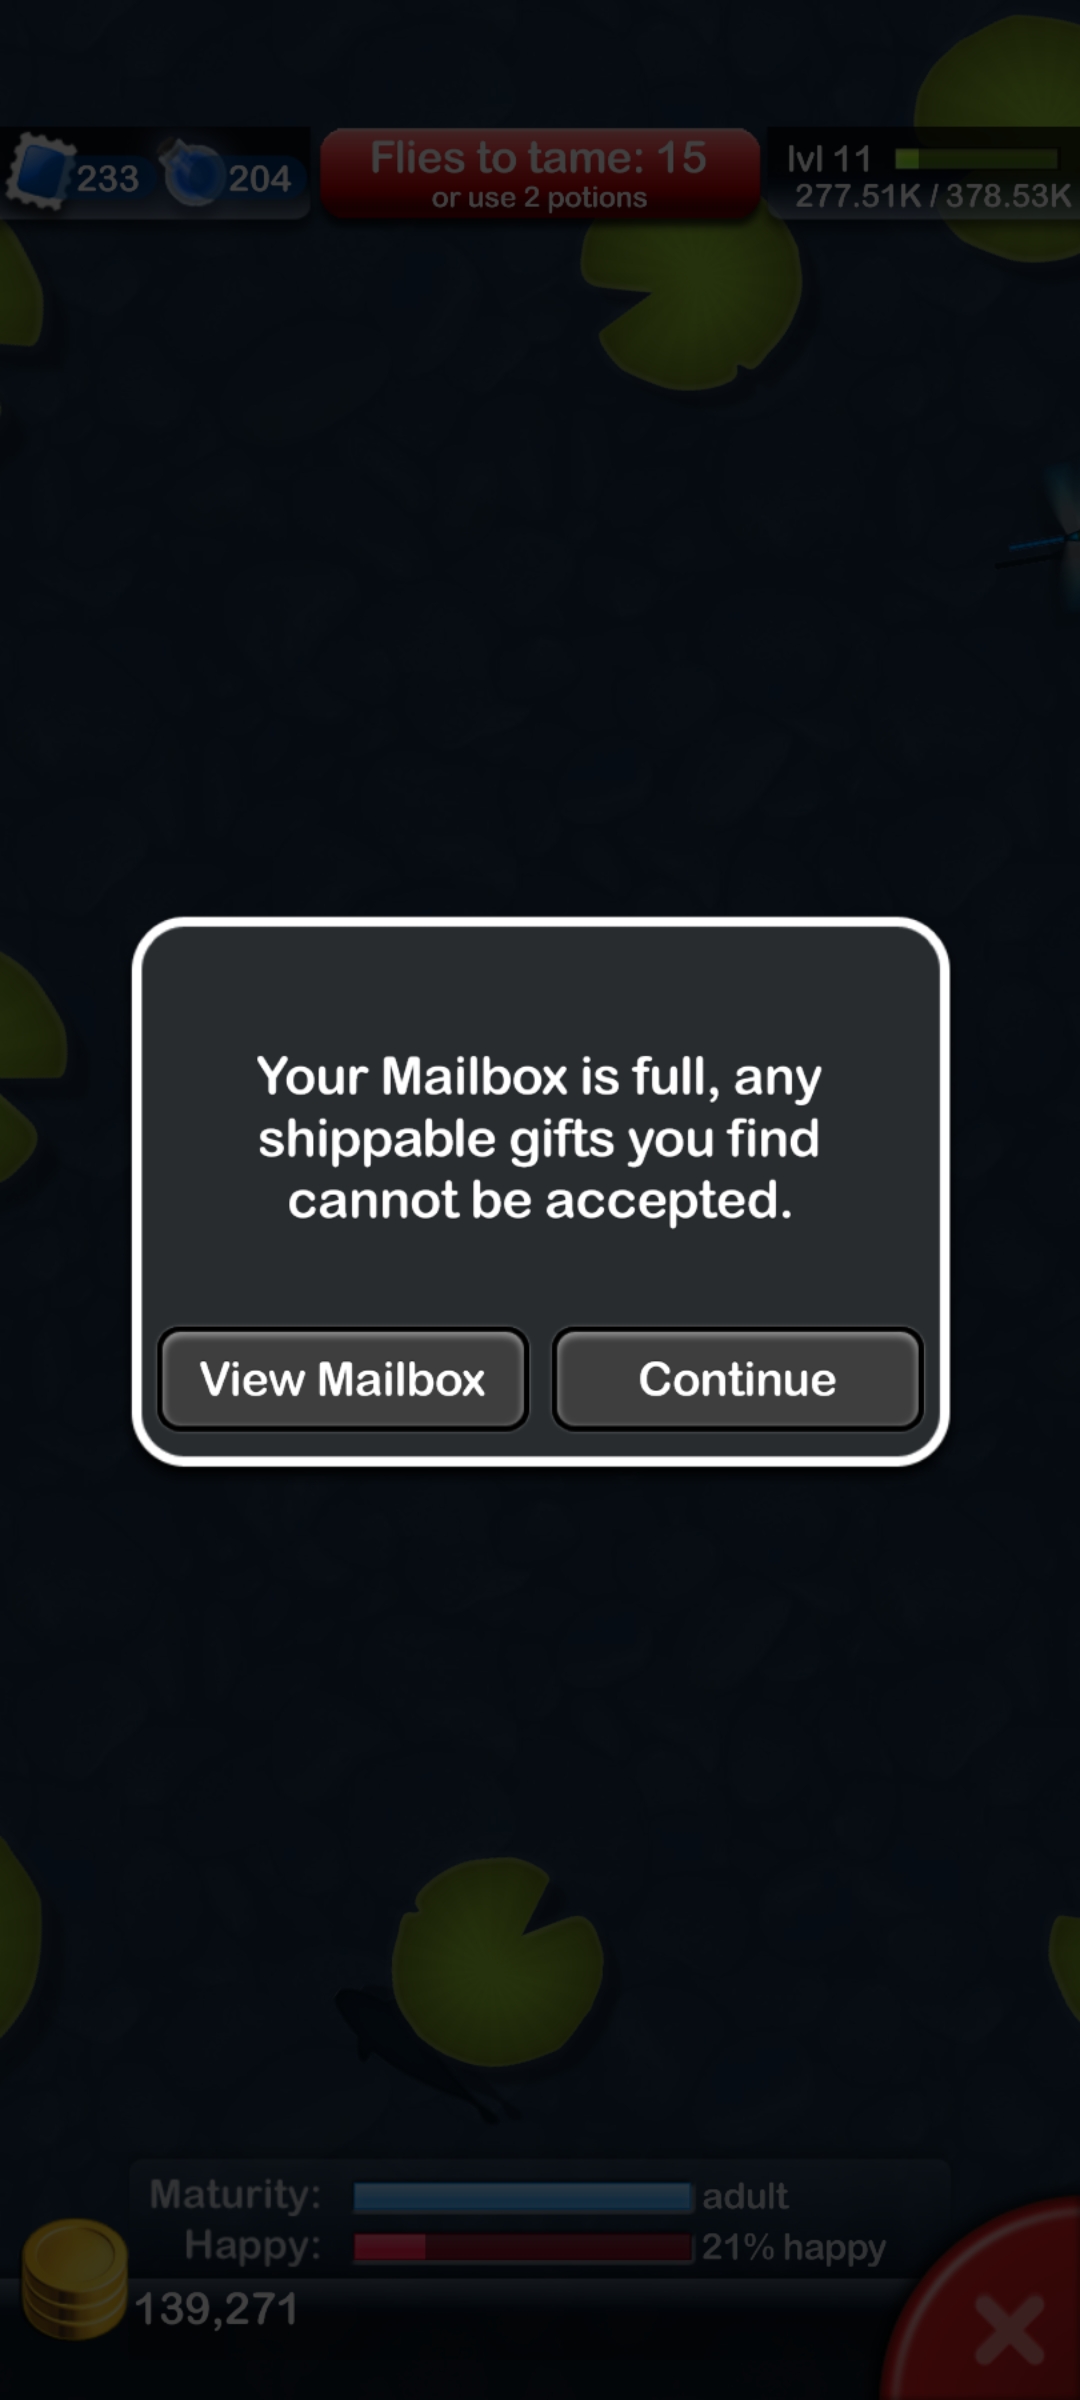 233
204
Flies to tame: 15
or use 2 potions
lvl 11
277.51K / 378.53K
Your Mailbox is full, any
shippable gifts you find
cannot be accepted.
View Mailbox
Continue
Maturity:
adult
Happy:
21% happy
139,271